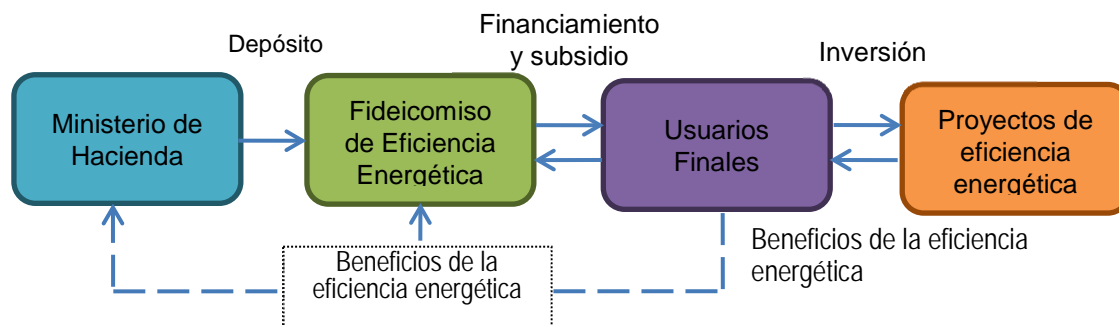 Depósito
Financiamiento
y subsidio
Inversión
Ministerio de
Hacienda
Fideicomiso
de Eficiencia
Energética
Usuarios
Finales
Proyectos de
eficiencia
energética
Beneficios de la
eficiencia energética
Beneficios de la eficiencia
energética